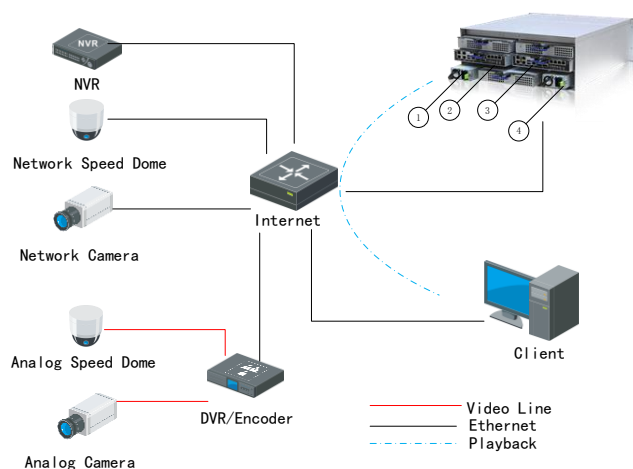 NVR
NVR
1
2
3
4
Network Speed Dome
Internet
Network Camera
Analog Speed Dome
Client
DVR/Encoder
Video Line
Ethernet
Playback
Analog Camera